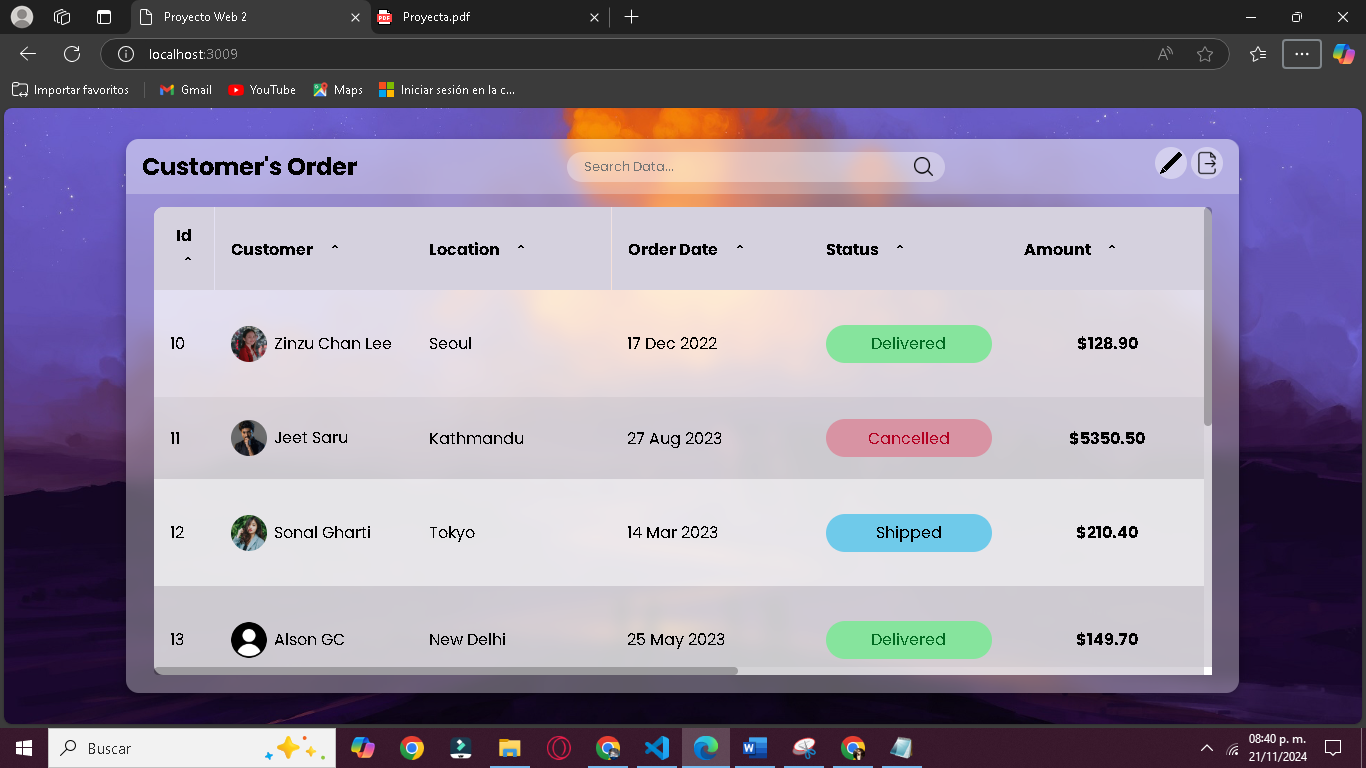 Proyecto Web 2
Proyecta.pdf
localhost:3009
Importar favoritos
Gmail
YouTube
Maps
Iniciar sesión en la c...
Customer's Order
Search Data...
Id
Customer
Location
Order Date
Status
Amount
10 Zinzu Chan Lee Seoul 17 Dec 2022 Delivered $128.90
11 Jeet Saru Kathmandu 27 Aug 2023 Cancelled $5350.50
12 Sonal Gharti Tokyo 14 Mar 2023 Shipped $210.40
13 Alson GC New Delhi 25 May 2023 Delivered $149.70
Buscar
08:40 p. m.
21/11/2024